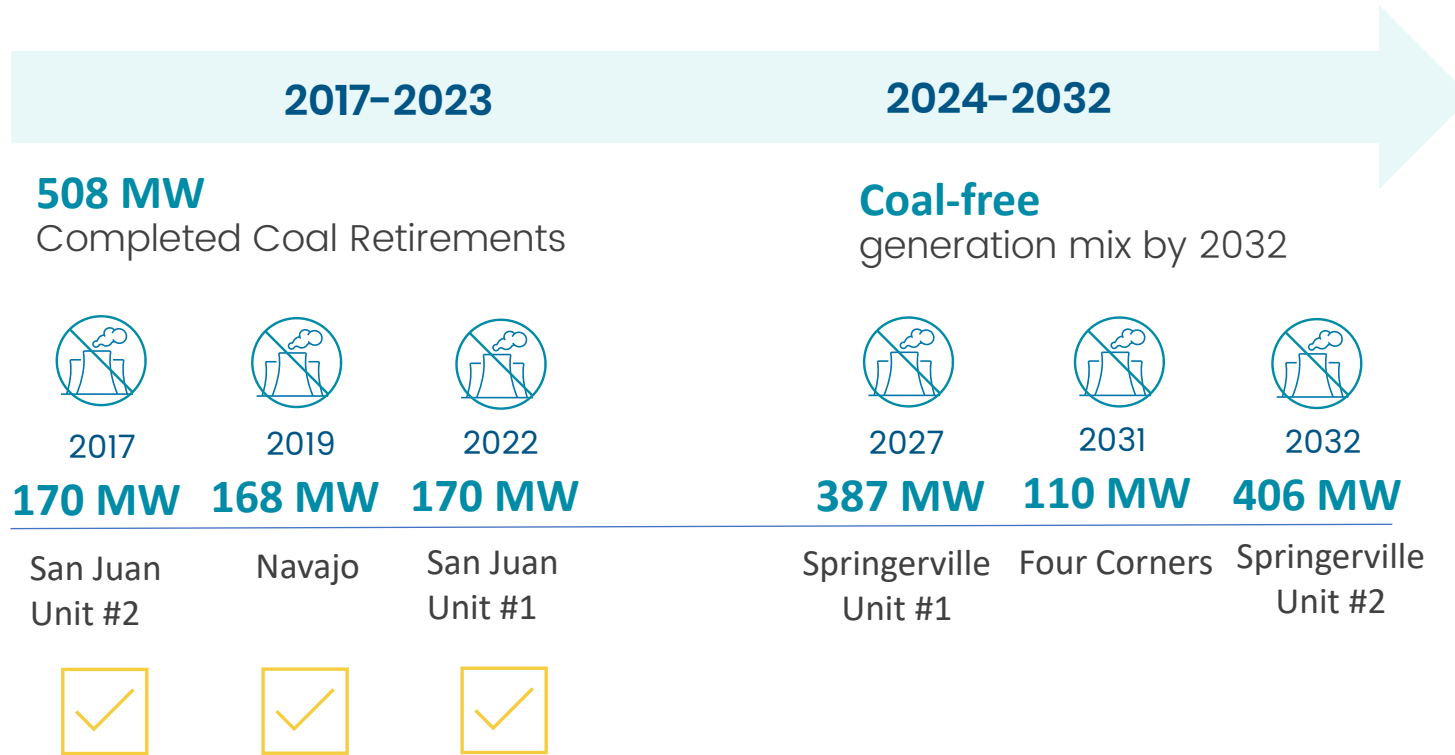 2017-2023
2024-2032
508 MW
Completed Coal Retirements
Coal-free
generation mix by 2032
2017
2019
2022
2027
2031
2032
170 MW
168 MW
170 MW
387 MW
110 MW
406 MW
San Juan
Unit #2
Navajo
San Juan
Unit #1
Springerville
Unit #1
Four Corners
Springerville
Unit #2